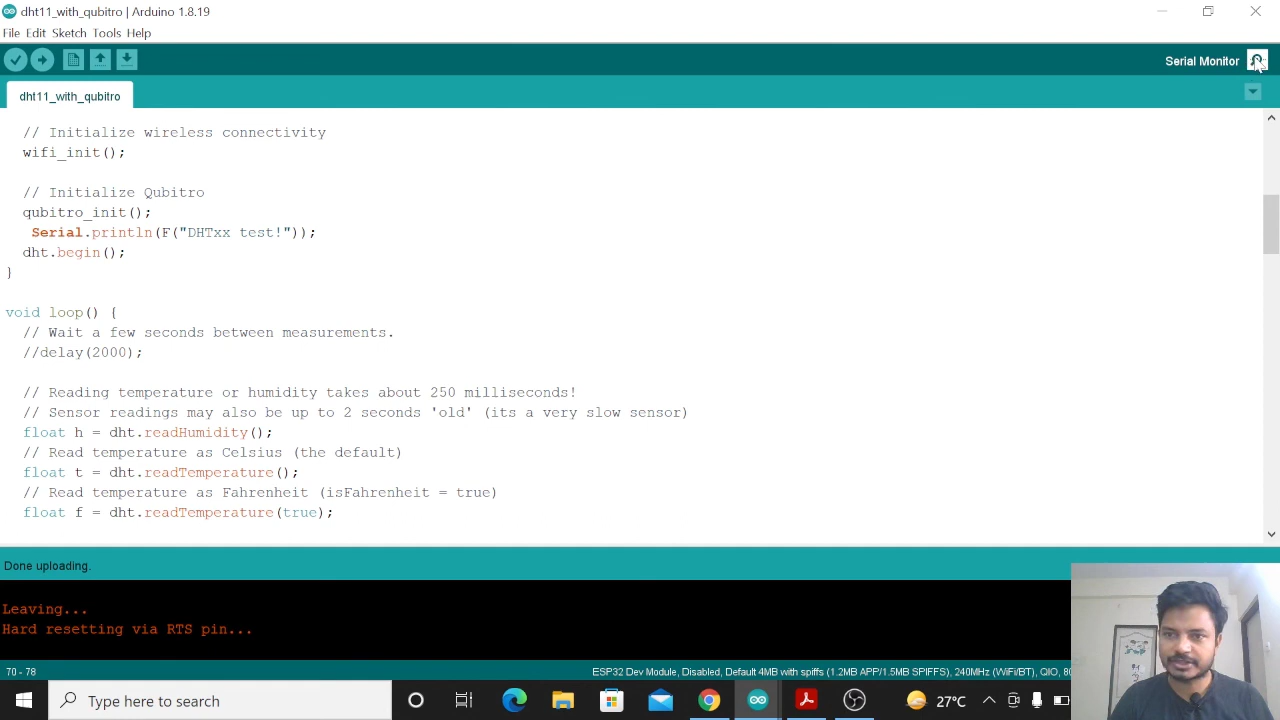 dht11_with_qubitro | Arduino 1.8.19
File Edit Sketch Tools Help
Serial Monitor
dht11_with_qubitro
// Initialize wireless connectivity
wifi_init();
// Initialize Qubitro
qubitro_init();
Serial.println(F("DHTxx test!"));
dht.begin();
}
void loop() {
// Wait a few seconds between measurements.
//delay(2000);
// Reading temperature or humidity takes about 250 milliseconds!
// Sensor readings may also be up to 2 seconds 'old' (its a very slow sensor)
float h = dht.readHumidity();
// Read temperature as Celsius (the default)
float t = dht.readTemperature();
// Read temperature as Fahrenheit (isFahrenheit = true)
float f = dht.readTemperature(true);
Done uploading.
Leaving...
Hard resetting via RTS pin...
70 - 78
ESP32 Dev Module, Disabled, Default 4MB with spiffs (1.2MB APP/1.5MB SPIFFS), 240MHz (WiFi/BT), QIO, 80
Type here to search
27°C